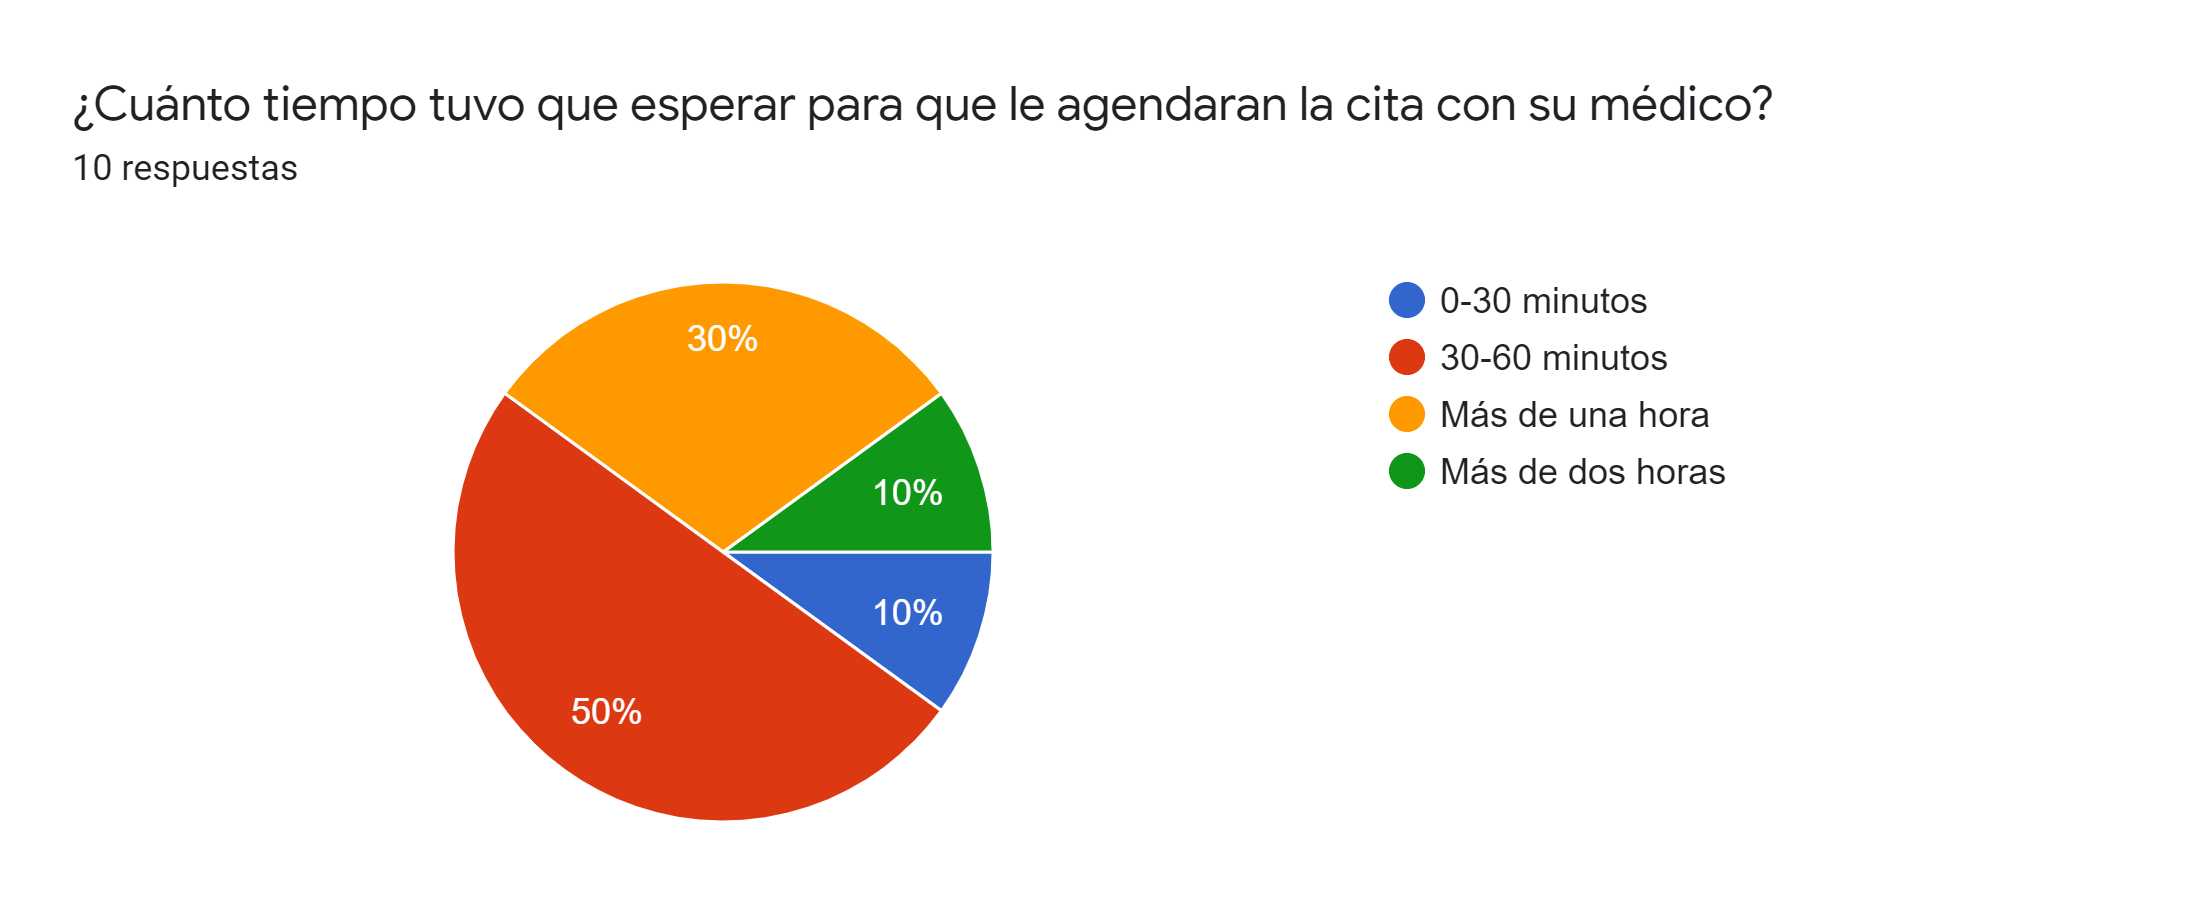 ¿Cuánto tiempo tuvo que esperar para que le agendaran la cita con su médico?
10 respuestas
30%
10%
10%
50%
0-30 minutos
30-60 minutos
Más de una hora
Más de dos horas